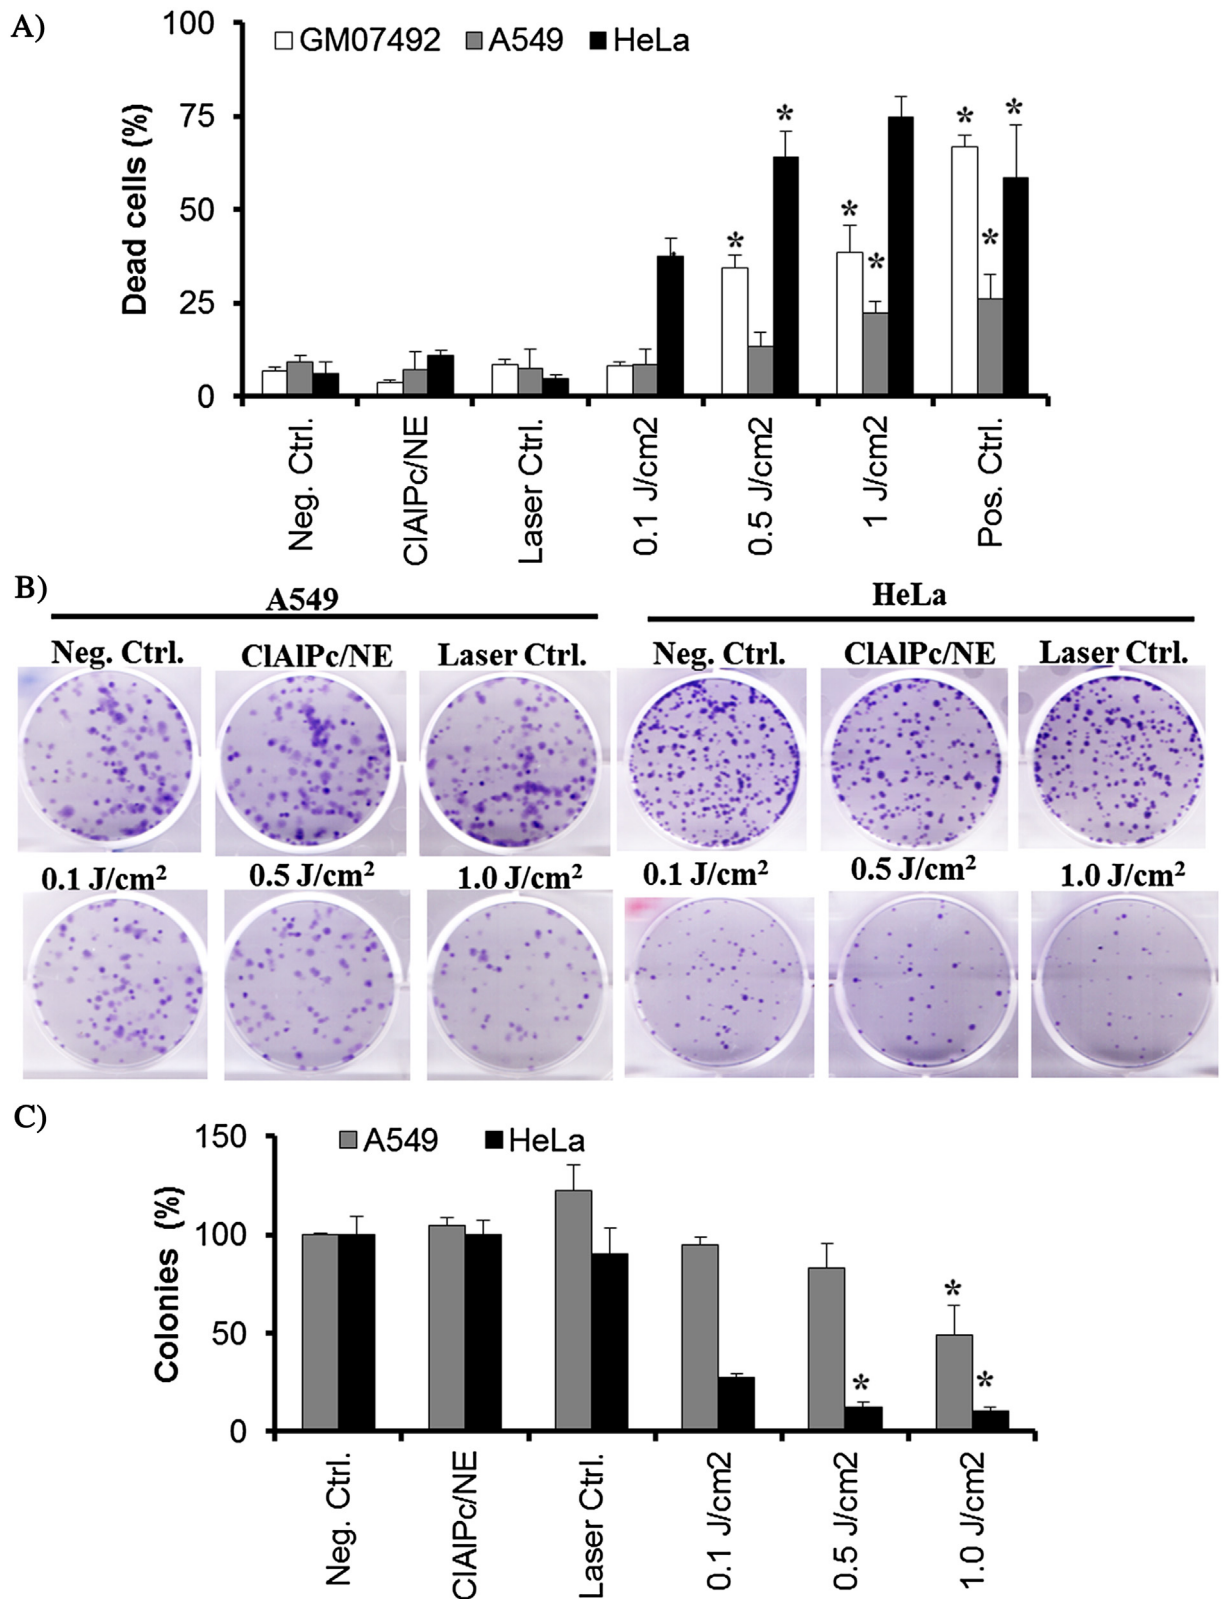 A)
100
75
50
25
0
Dead cells (%)
GM07492 A549 HeLa
* * * * * * *
Neg. Ctrl.
ClAlPc/NE
Laser Ctrl.
0.1 J/cm2
0.5 J/cm2
1 J/cm2
Pos. Ctrl.
B)
A549 HeLa
Neg. Ctrl. ClAlPc/NE Laser Ctrl. Neg. Ctrl. ClAlPc/NE Laser Ctrl.
0.1 J/cm² 0.5 J/cm² 1.0 J/cm² 0.1 J/cm² 0.5 J/cm² 1.0 J/cm²
C)
150
100
50
0
Colonies (%)
A549 HeLa
* * *
Neg. Ctrl.
ClAlPc/NE
Laser Ctrl.
0.1 J/cm2
0.5 J/cm2
1.0 J/cm2